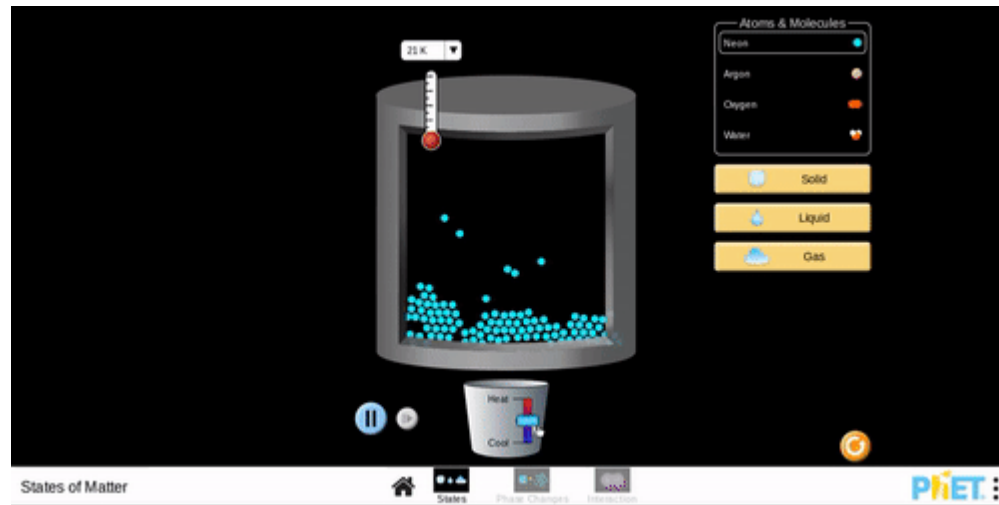 21 K
Atoms & Molecules
Neon
Argon
Oxygen
Water
Solid
Liquid
Gas
Heat
Cool
States of Matter
States
Phase Changes
Interaction
PhET